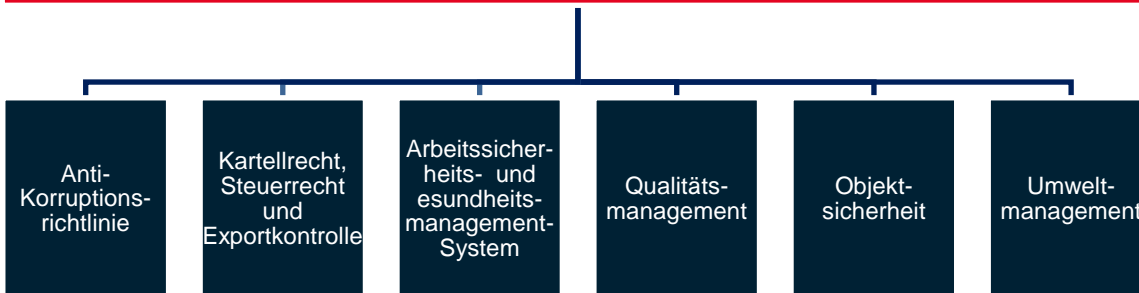 Anti-
Korruptions-
richtlinie
Kartellrecht,
Steuerrecht
und
Exportkontrolle
Arbeitssicher-
heits- und
esundheits-
management-
System
Qualitäts-
management
Objekt-
sicherheit
Umwelt-
management